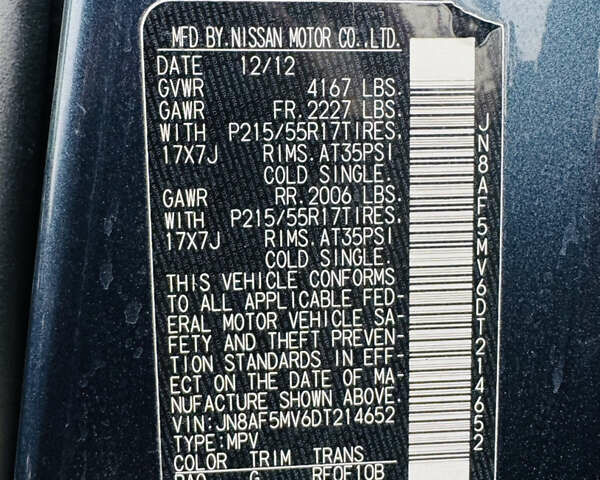 MFD BY. NISSAN MOTOR CO., LTD.
DATE 12/12
GVWR 4167 LBS.
GAWR FR. 2227 LBS.
WITH P215/55R17TIRES.
17X7J RIMS. AT35PSI
COLD SINGLE.
GAWR RR. 2006 LBS.
WITH P215/55R17TIRES.
17X7J RIMS. AT35PSI
COLD SINGLE.
THIS VEHICLE CONFORMS
TO ALL APPLICABLE FED-
ERAL MOTOR VEHICLE SA-
FETY AND THEFT PREVEN-
TION STANDARDS IN EFF-
ECT ON THE DATE OF MA-
NUFACTURE SHOWN ABOVE.
VIN:JN8AF5MV6DT214652
TYPE:MPV
COLOR TRIM TRANS
G RE0F10B
JN8AF5MV6DT214652